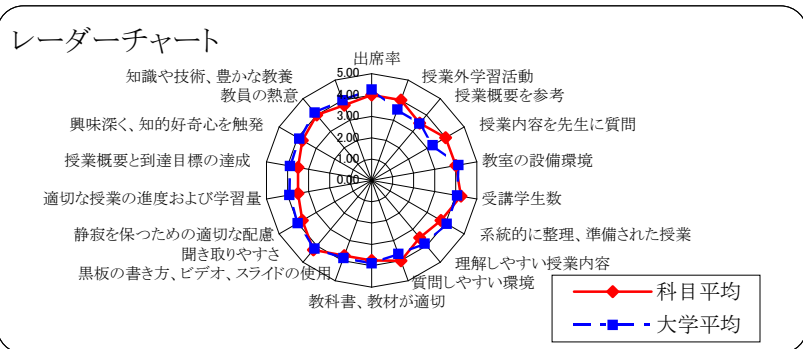 レーダーチャート
出席率
授業外学習活動
授業概要を参考
授業内容を先生に質問
教室の設備環境
受講学生数
系統的に整理、準備された授業
理解しやすい授業内容
質問しやすい環境
教科書、教材が適切
黒板の書き方、ビデオ、スライドの使用
聞き取りやすさ
静寂を保つための適切な配慮
適切な授業の進度および学習量
授業概要と到達目標の達成
興味深く、知的好奇心を触発
教員の熱意
知識や技術、豊かな教養
5.00
4.00
3.00
2.00
1.00
0.00
科目平均
大学平均